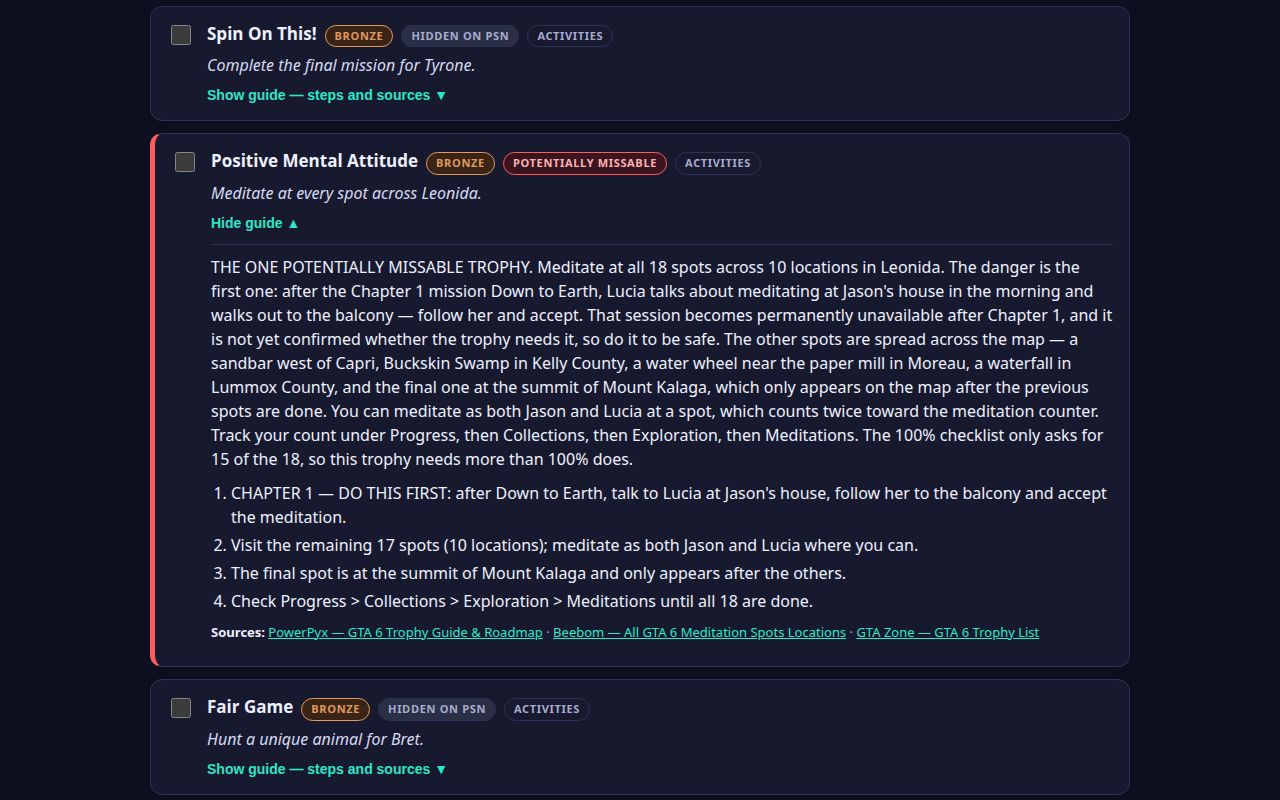 Spin On This! BRONZE HIDDEN ON PSN ACTIVITIES
Complete the final mission for Tyrone.
Show guide — steps and sources ▼
Positive Mental Attitude BRONZE POTENTIALLY MISSABLE ACTIVITIES
Meditate at every spot across Leonida.
Hide guide ▲
THE ONE POTENTIALLY MISSABLE TROPHY. Meditate at all 18 spots across 10 locations in Leonida. The danger is the
first one: after the Chapter 1 mission Down to Earth, Lucia talks about meditating at Jason's house in the morning and
walks out to the balcony — follow her and accept. That session becomes permanently unavailable after Chapter 1, and it
is not yet confirmed whether the trophy needs it, so do it to be safe. The other spots are spread across the map — a
sandbar west of Capri, Buckskin Swamp in Kelly County, a water wheel near the paper mill in Moreau, a waterfall in
Lummox County, and the final one at the summit of Mount Kalaga, which only appears on the map after the previous
spots are done. You can meditate as both Jason and Lucia at a spot, which counts twice toward the meditation counter.
Track your count under Progress, then Collections, then Exploration, then Meditations. The 100% checklist only asks for
15 of the 18, so this trophy needs more than 100% does.
1. CHAPTER 1 — DO THIS FIRST: after Down to Earth, talk to Lucia at Jason's house, follow her to the balcony and accept
the meditation.
2. Visit the remaining 17 spots (10 locations); meditate as both Jason and Lucia where you can.
3. The final spot is at the summit of Mount Kalaga and only appears after the others.
4. Check Progress > Collections > Exploration > Meditations until all 18 are done.
Sources: PowerPyx — GTA 6 Trophy Guide & Roadmap · Beebom — All GTA 6 Meditation Spots Locations · GTA Zone — GTA 6 Trophy List
Fair Game BRONZE HIDDEN ON PSN ACTIVITIES
Hunt a unique animal for Bret.
Show guide — steps and sources ▼